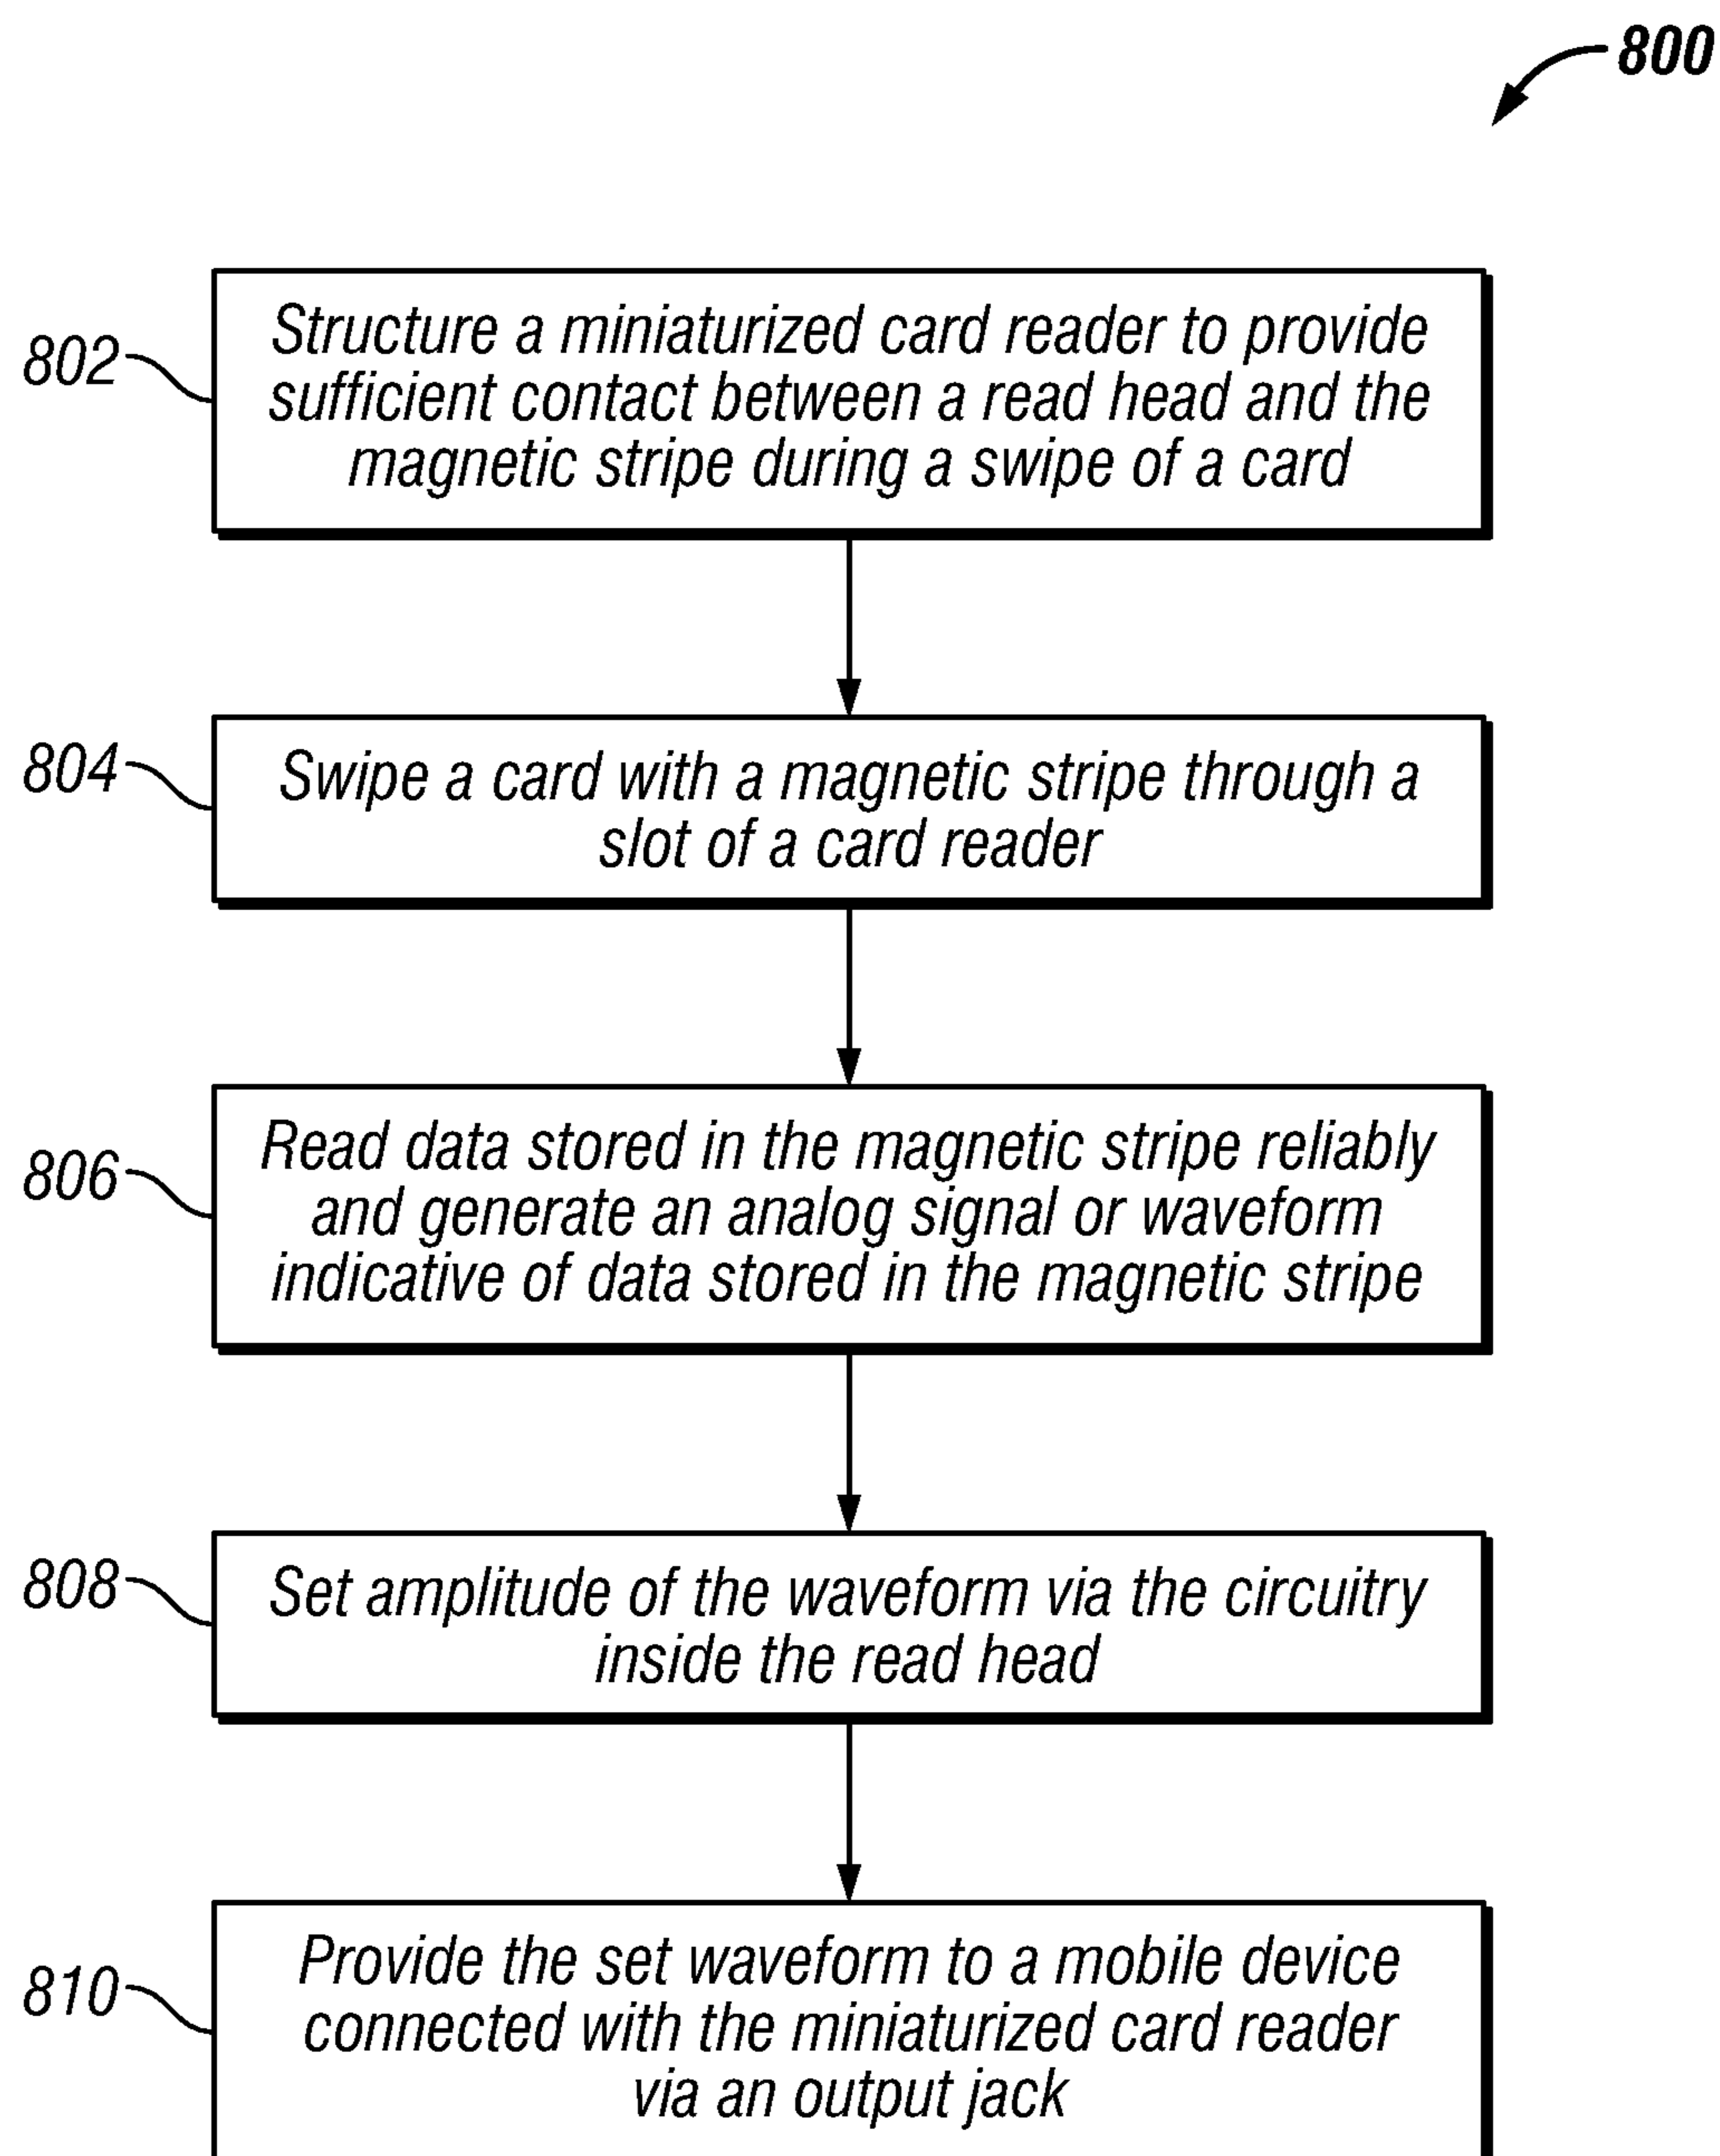 800
802
Structure a miniaturized card reader to provide
sufficient contact between a read head and the
magnetic stripe during a swipe of a card
804
Swipe a card with a magnetic stripe through a
slot of a card reader
806
Read data stored in the magnetic stripe reliably
and generate an analog signal or waveform
indicative of data stored in the magnetic stripe
808
Set amplitude of the waveform via the circuitry
inside the read head
810
Provide the set waveform to a mobile device
connected with the miniaturized card reader
via an output jack